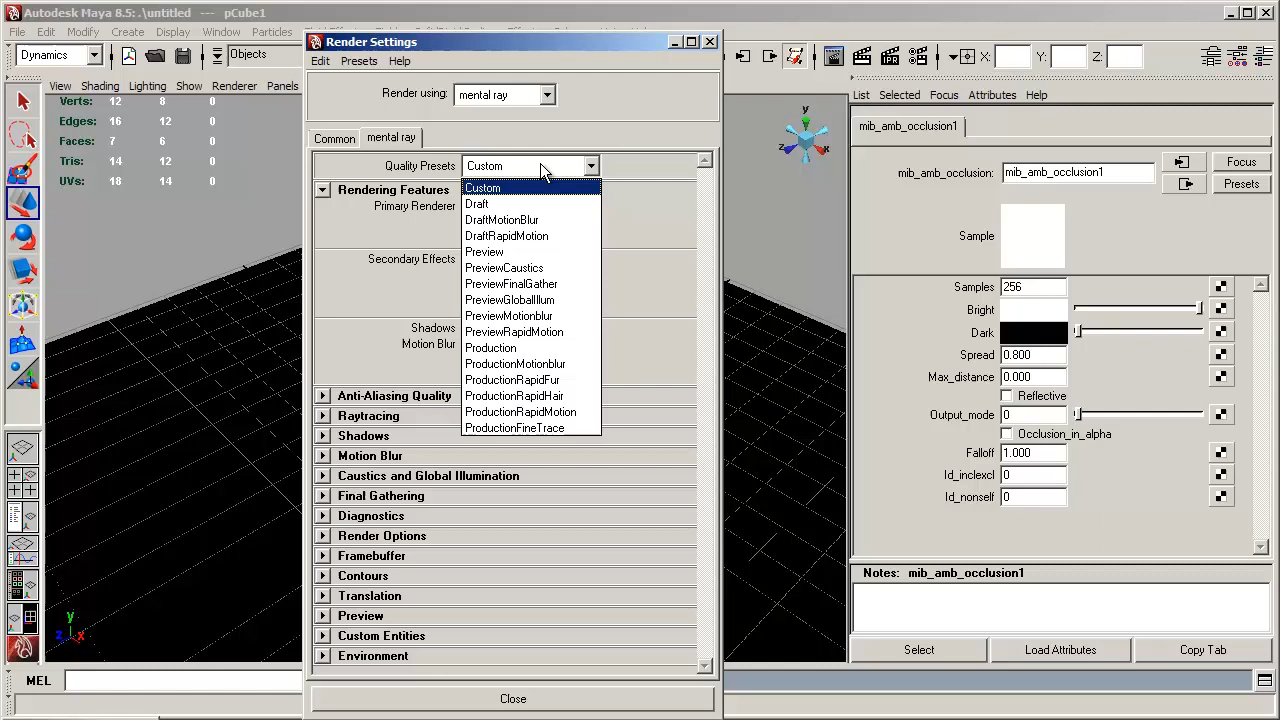 Autodesk Maya 8.5: .\untitled --- pCube1
File Edit Modify Create Display Window Particles
Dynamics
Objects
X: Y: Z:
View Shading Lighting Show Renderer Panels
Verts: 12 8 0
Edges: 16 12 0
Faces: 7 6 0
Tris: 14 12 0
UVs: 18 14 0
y
z x
y
z x
Render Settings
Edit Presets Help
Render using: mental ray
Common mental ray
Quality Presets Custom
Rendering Features
Primary Renderer
Secondary Effects
Shadows
Motion Blur
Custom
Draft
DraftMotionBlur
DraftRapidMotion
Preview
PreviewCaustics
PreviewFinalGather
PreviewGlobalIllum
PreviewMotionblur
PreviewRapidMotion
Production
ProductionMotionblur
ProductionRapidFur
ProductionRapidHair
ProductionRapidMotion
ProductionFineTrace
Anti-Aliasing Quality
Raytracing
Shadows
Motion Blur
Caustics and Global Illumination
Final Gathering
Diagnostics
Render Options
Framebuffer
Contours
Translation
Preview
Custom Entities
Environment
Close
List Selected Focus Attributes Help
mib_amb_occlusion1
mib_amb_occlusion: mib_amb_occlusion1
Focus
Presets
Sample
Samples 256
Bright
Dark
Spread 0.800
Max_distance 0.000
Reflective
Output_mode 0
Occlusion_in_alpha
Falloff 1.000
Id_inclexcl 0
Id_nonself 0
Notes: mib_amb_occlusion1
Select Load Attributes Copy Tab
MEL